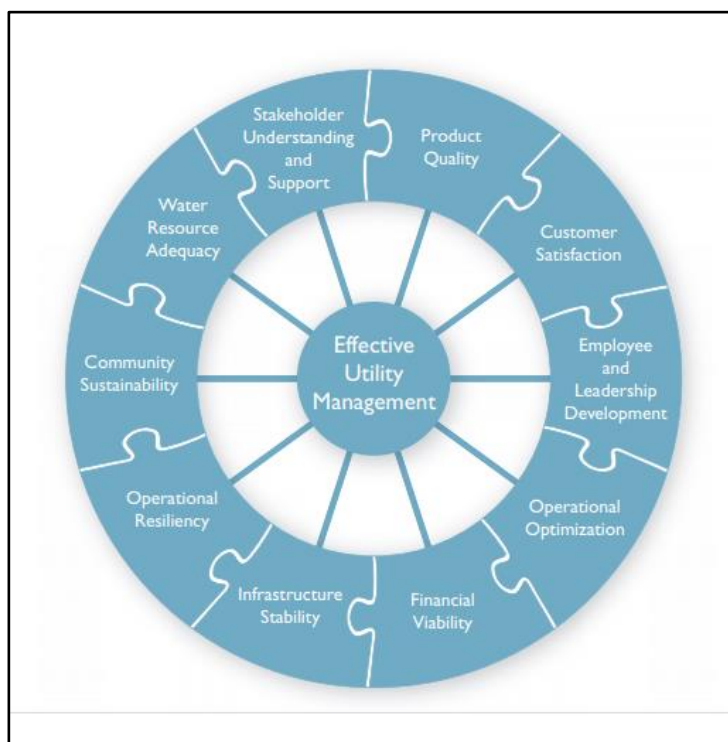 Stakeholder
Understanding
and
Support
Product
Quality
Customer
Satisfaction
Employee
and
Leadership
Development
Operational
Optimization
Financial
Viability
Infrastructure
Stability
Operational
Resiliency
Community
Sustainability
Water
Resource
Adequacy
Effective
Utility
Management